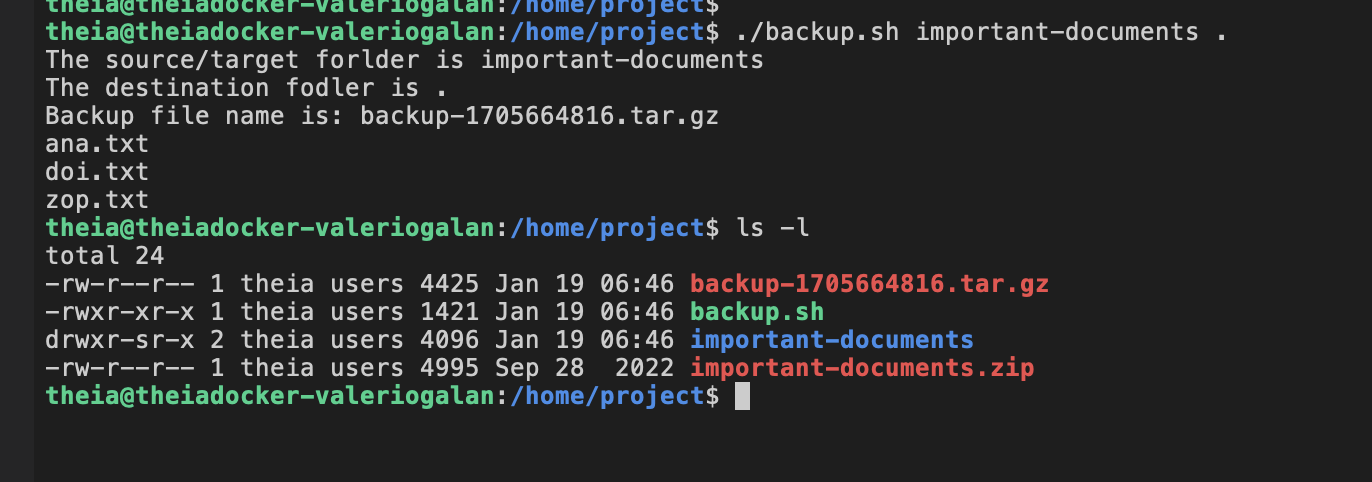 theia@theiadocker-valeriogalan:/home/project$
theia@theiadocker-valeriogalan:/home/project$ ./backup.sh important-documents .
The source/target forlder is important-documents
The destination fodler is .
Backup file name is: backup-1705664816.tar.gz
ana.txt
doi.txt
zop.txt
theia@theiadocker-valeriogalan:/home/project$ ls -l
total 24
-rw-r--r-- 1 theia users 4425 Jan 19 06:46 backup-1705664816.tar.gz
-rwxr-xr-x 1 theia users 1421 Jan 19 06:46 backup.sh
drwxr-sr-x 2 theia users 4096 Jan 19 06:46 important-documents
-rw-r--r-- 1 theia users 4995 Sep 28  2022 important-documents.zip
theia@theiadocker-valeriogalan:/home/project$